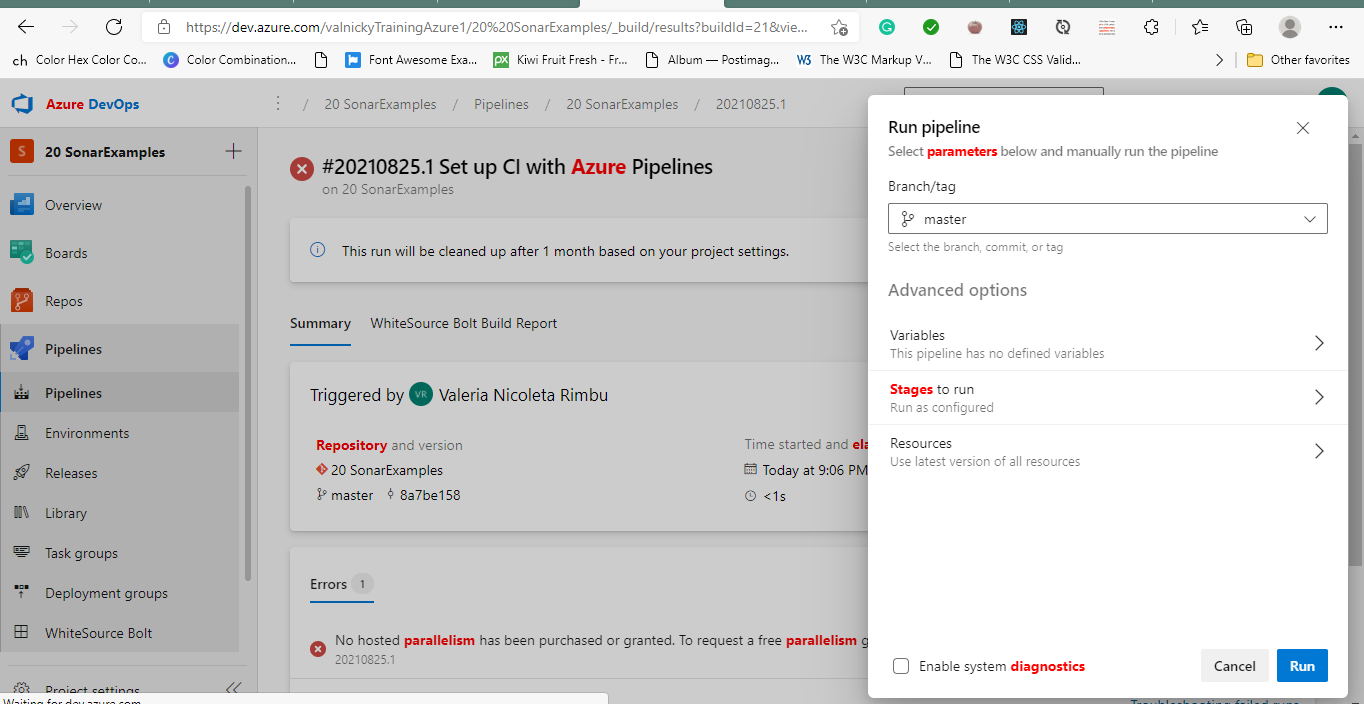 https://dev.azure.com/valnickyTrainingAzure1/20%20SonarExamples/_build/results?buildId=21&vie...
ch Color Hex Color Co...
Color Combination...
Font Awesome Exa...
Kiwi Fruit Fresh - Fr...
Album — Postimag...
W3 The W3C Markup V...
The W3C CSS Valid...
Other favorites
Azure DevOps
/ 20 SonarExamples / Pipelines / 20 SonarExamples / 20210825.1
S 20 SonarExamples
Overview
Boards
Repos
Pipelines
Pipelines
Environments
Releases
Library
Task groups
Deployment groups
WhiteSource Bolt
Project settings
Waiting for dev.azure.com
#20210825.1 Set up CI with Azure Pipelines
on 20 SonarExamples
This run will be cleaned up after 1 month based on your project settings.
Summary WhiteSource Bolt Build Report
Triggered by VR Valeria Nicoleta Rimbu
Repository and version
20 SonarExamples
master 8a7be158
Time started and ela
Today at 9:06 PM
<1s
Errors 1
No hosted parallelism has been purchased or granted. To request a free parallelism g
20210825.1
Run pipeline
Select parameters below and manually run the pipeline
Branch/tag
master
Select the branch, commit, or tag
Advanced options
Variables
This pipeline has no defined variables
Stages to run
Run as configured
Resources
Use latest version of all resources
Enable system diagnostics
Cancel
Run
Troubleshooting failed runs